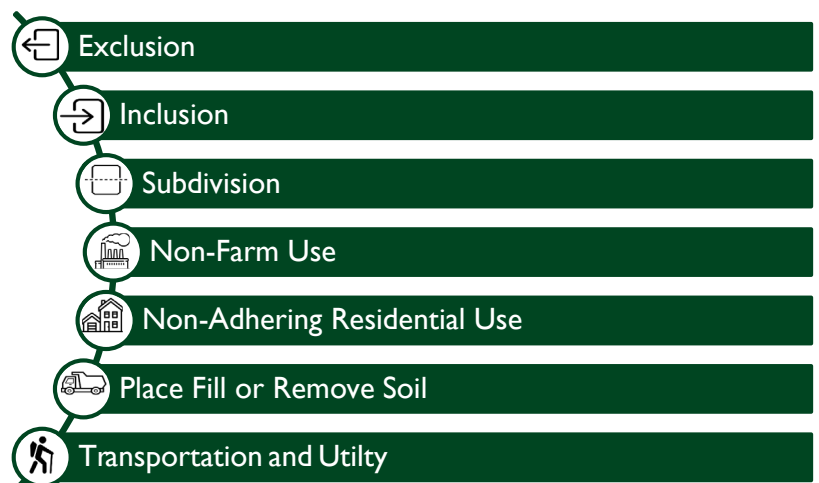 Exclusion
Inclusion
Subdivision
Non-Farm Use
Non-Adhering Residential Use
Place Fill or Remove Soil
Transportation and Utilty